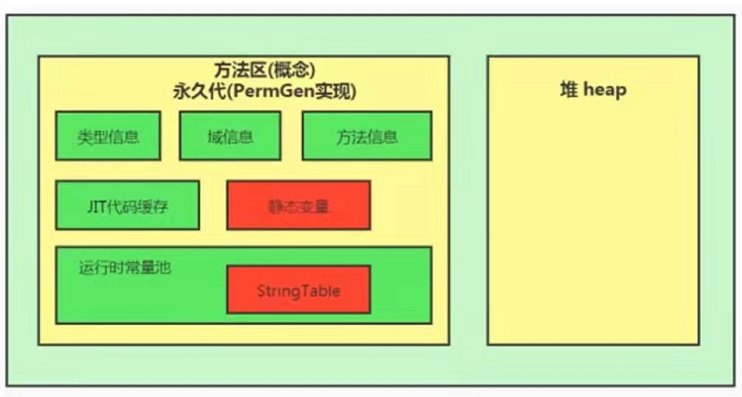 方法区(概念)
永久代(PermGen实现)
类型信息
域信息
方法信息
JIT代码缓存
静态变量
运行时常量池
StringTable
堆 heap